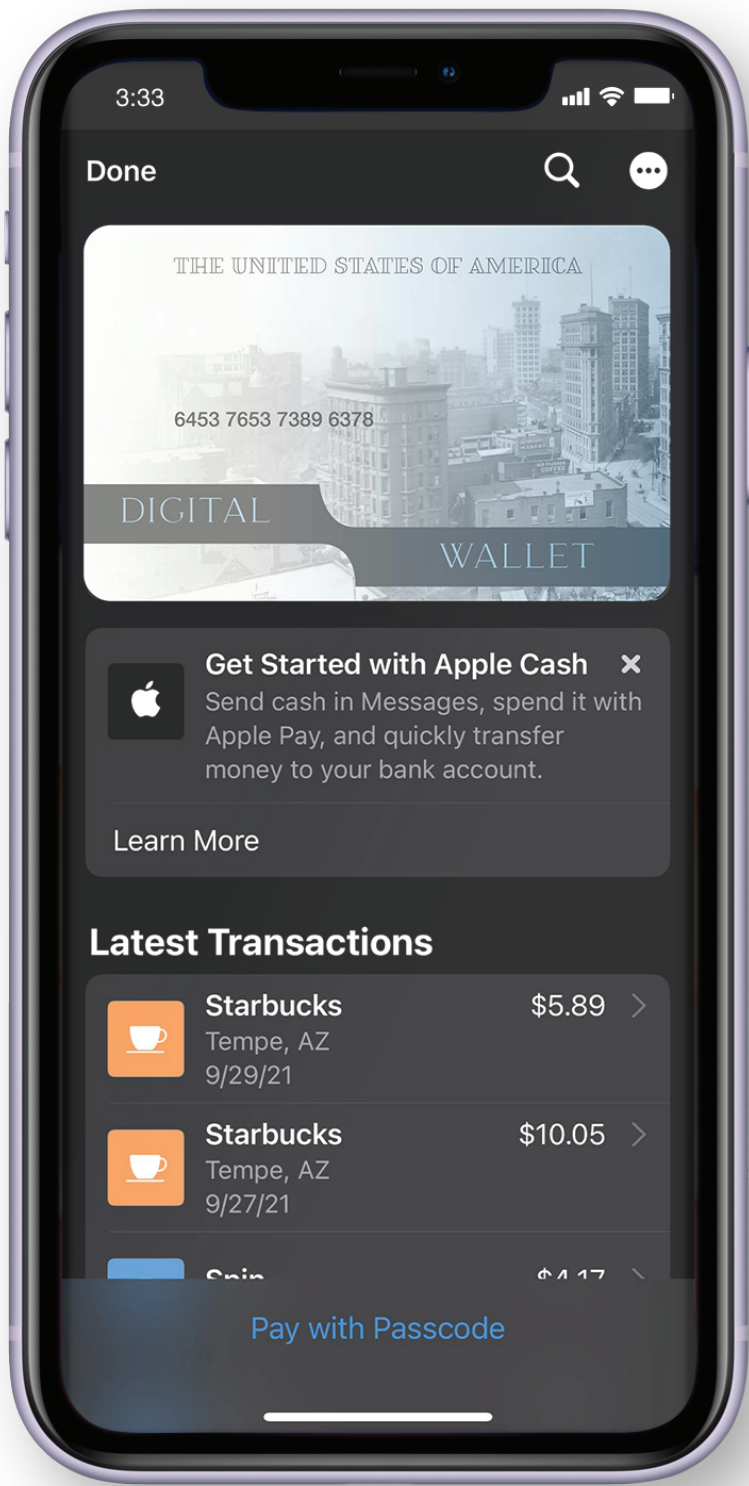 3:33
Done
THE UNITED STATES OF AMERICA
6453 7653 7389 6378
DIGITAL
WALLET
Get Started with Apple Cash
Send cash in Messages, spend it with
Apple Pay, and quickly transfer
money to your bank account.
Learn More
Latest Transactions
Starbucks $5.89
Tempe, AZ
9/29/21
Starbucks $10.05
Tempe, AZ
9/27/21
Spin $4.17
Pay with Passcode